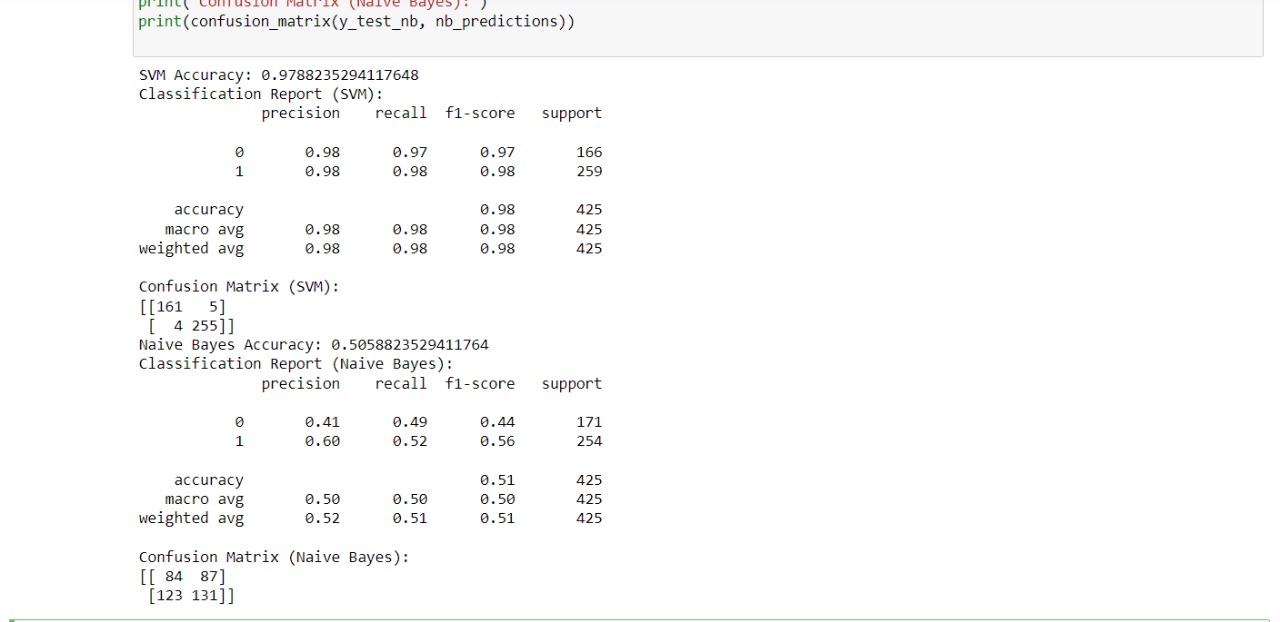 print("Confusion Matrix (Naive Bayes):")
print(confusion_matrix(y_test_nb, nb_predictions))
SVM Accuracy: 0.9788235294117648
Classification Report (SVM):
precision recall f1-score support
0 0.98 0.97 0.97 166
1 0.98 0.98 0.98 259
accuracy 0.98 425
macro avg 0.98 0.98 0.98 425
weighted avg 0.98 0.98 0.98 425
Confusion Matrix (SVM):
[[161 5]
[ 4 255]]
Naive Bayes Accuracy: 0.5058823529411764
Classification Report (Naive Bayes):
precision recall f1-score support
0 0.41 0.49 0.44 171
1 0.60 0.52 0.56 254
accuracy 0.51 425
macro avg 0.50 0.50 0.50 425
weighted avg 0.52 0.51 0.51 425
Confusion Matrix (Naive Bayes):
[[ 84 87]
[123 131]]